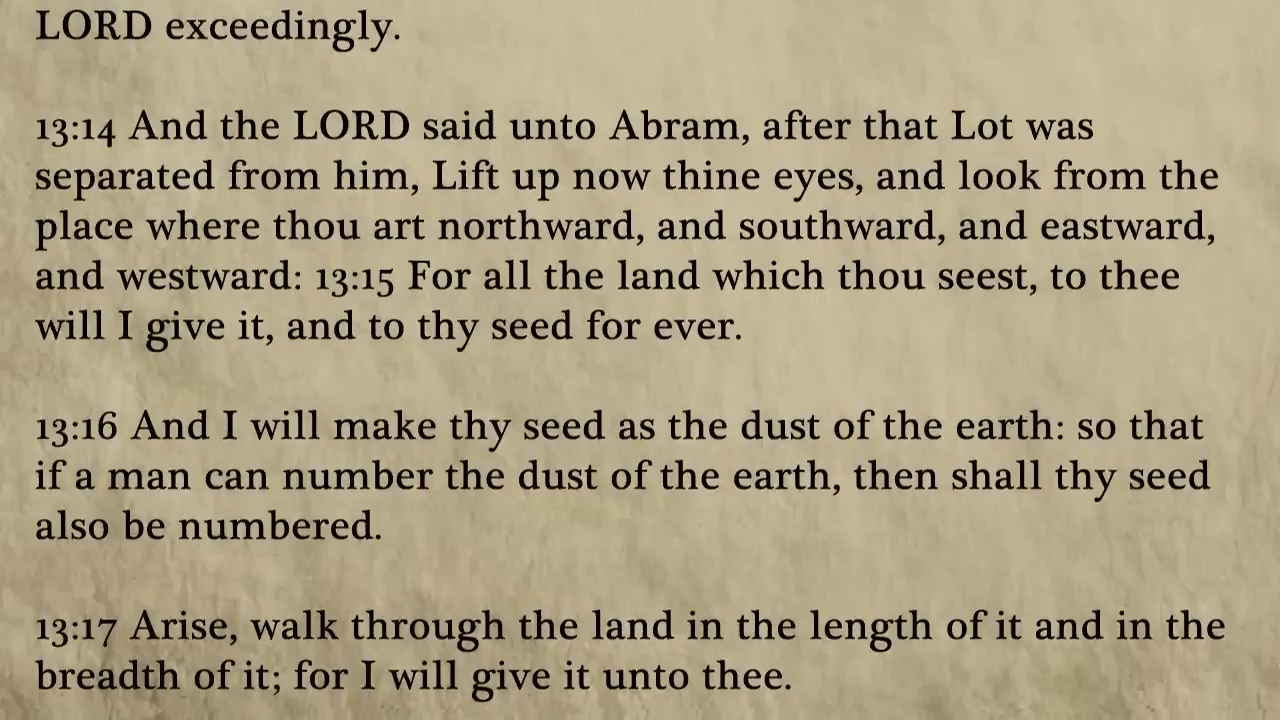 LORD exceedingly.
13:14 And the LORD said unto Abram, after that Lot was
separated from him, Lift up now thine eyes, and look from the
place where thou art northward, and southward, and eastward,
and westward: 13:15 For all the land which thou seest, to thee
will I give it, and to thy seed for ever.
13:16 And I will make thy seed as the dust of the earth: so that
if a man can number the dust of the earth, then shall thy seed
also be numbered.
13:17 Arise, walk through the land in the length of it and in the
breadth of it; for I will give it unto thee.